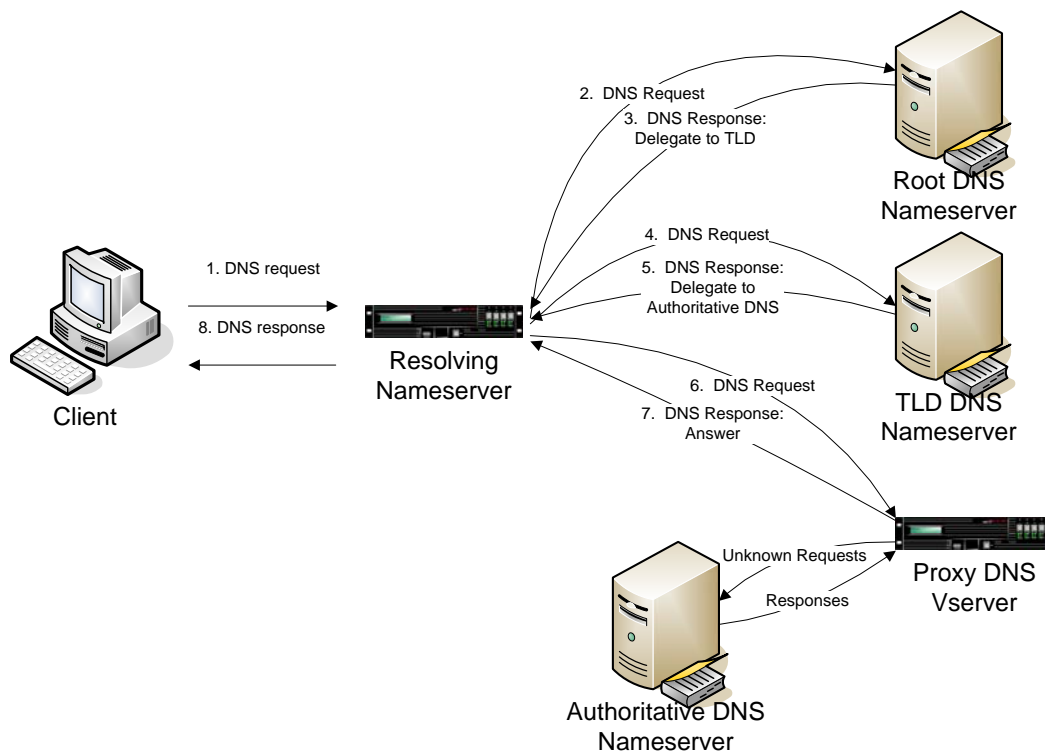 2. DNS Request
3. DNS Response:
Delegate to TLD
Root DNS
Nameserver
1. DNS request
8. DNS response
Client
Resolving
Nameserver
4. DNS Request
5. DNS Response:
Delegate to
Authoritative DNS
TLD DNS
Nameserver
6. DNS Request
7. DNS Response:
Answer
Unknown Requests
Responses
Proxy DNS
Vserver
Authoritative DNS
Nameserver